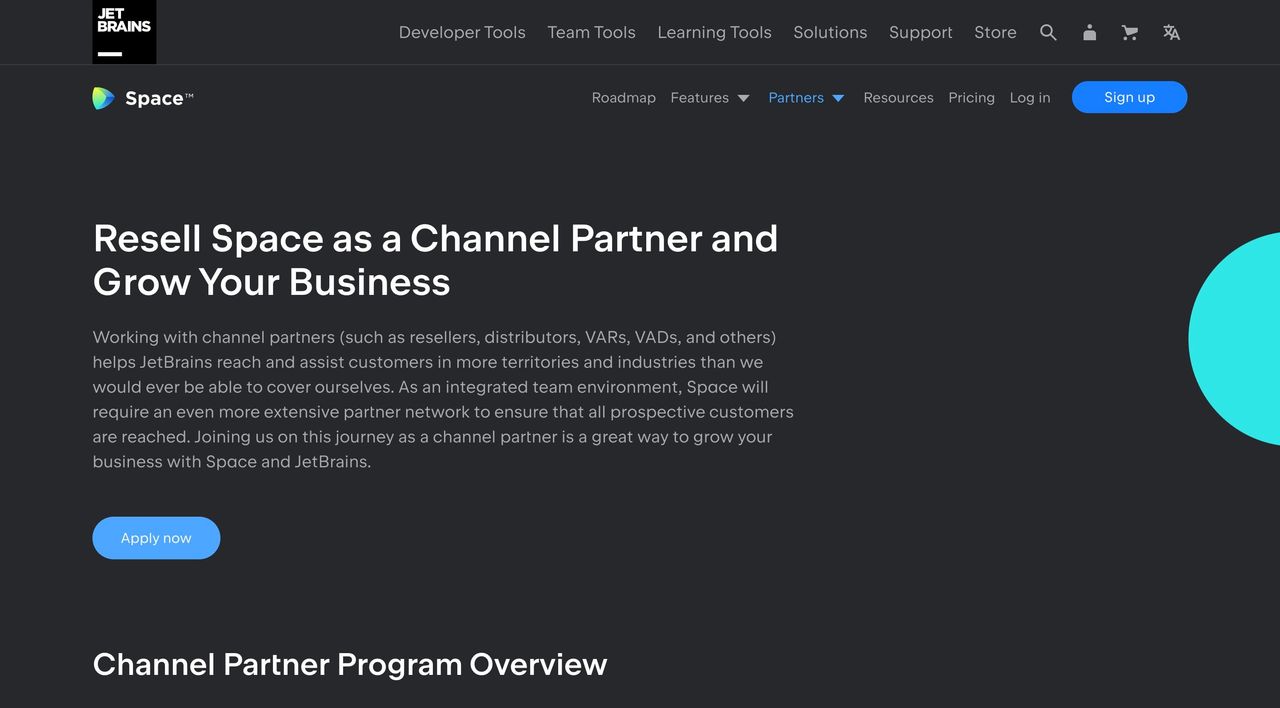 JET
BRAINS
Developer Tools Team Tools Learning Tools Solutions Support Store
Space™
Roadmap Features Partners Resources Pricing Log in Sign up
Resell Space as a Channel Partner and
Grow Your Business
Working with channel partners (such as resellers, distributors, VARs, VADs, and others)
helps JetBrains reach and assist customers in more territories and industries than we
would ever be able to cover ourselves. As an integrated team environment, Space will
require an even more extensive partner network to ensure that all prospective customers
are reached. Joining us on this journey as a channel partner is a great way to grow your
business with Space and JetBrains.
Apply now
Channel Partner Program Overview